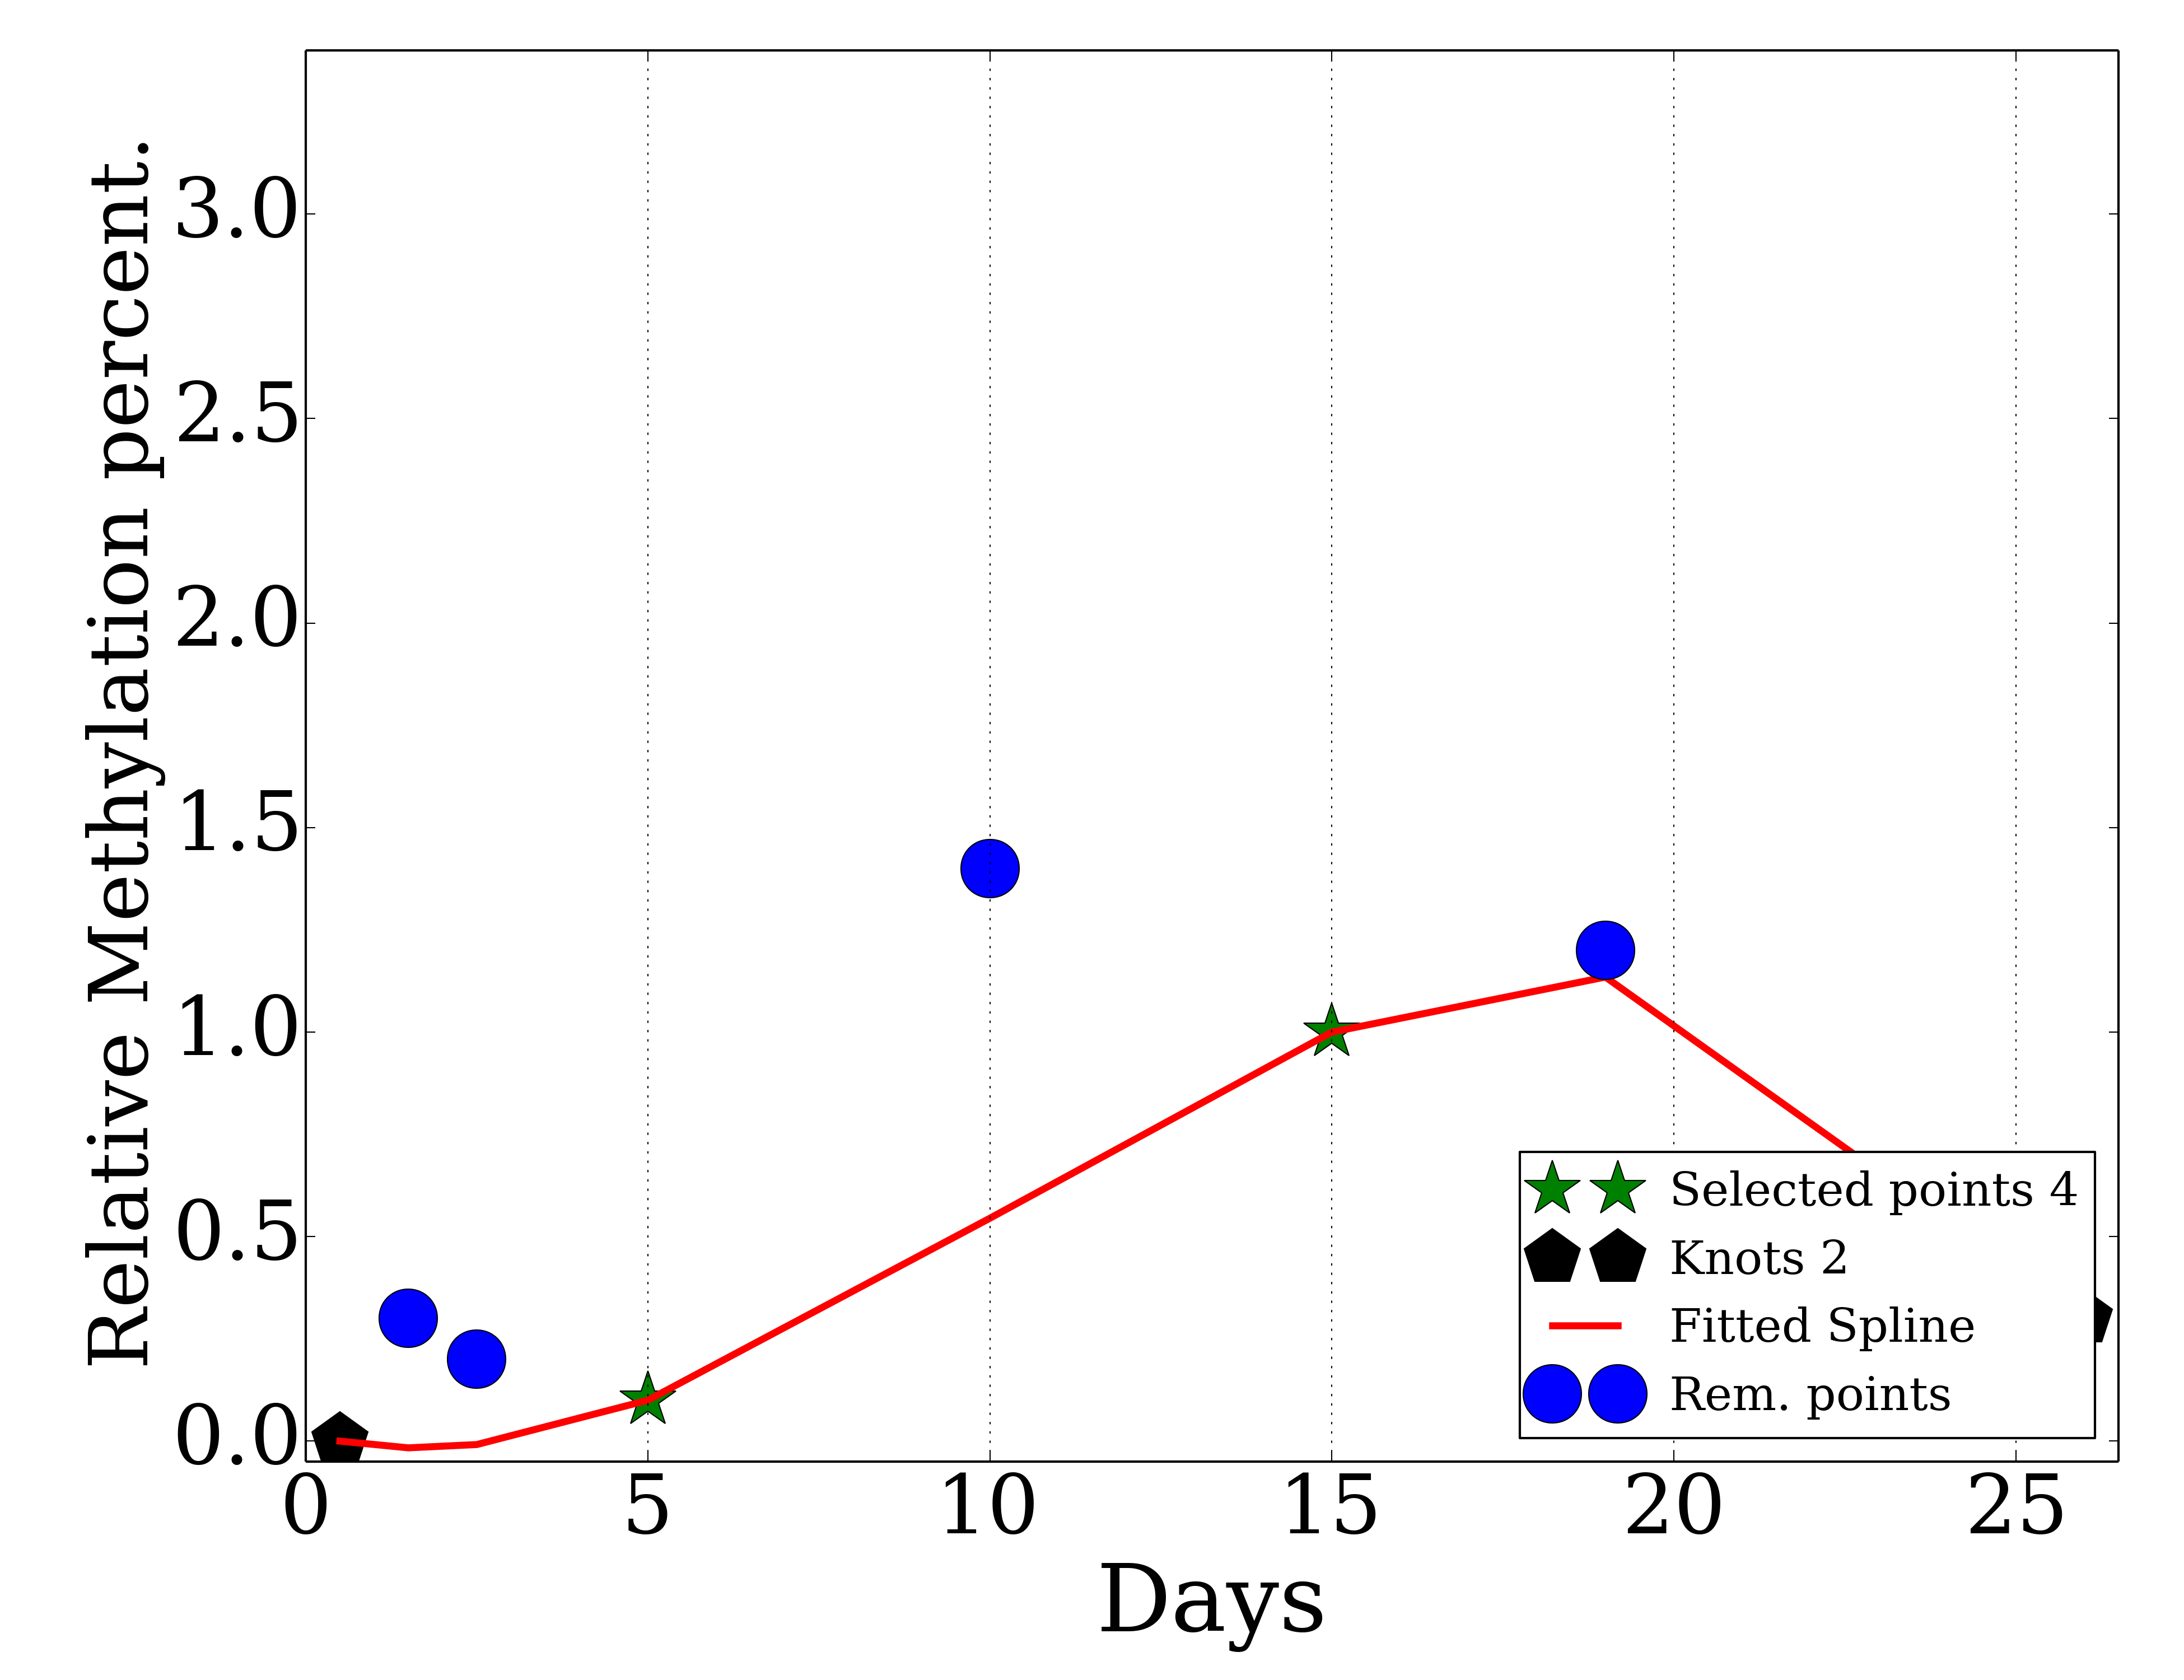 Relative Methylation percent.
3.0
2.5
2.0
1.5
1.0
0.5
0.0
0 5 10 15 20 25
Days
Selected points 4
Knots 2
Fitted Spline
Rem. points